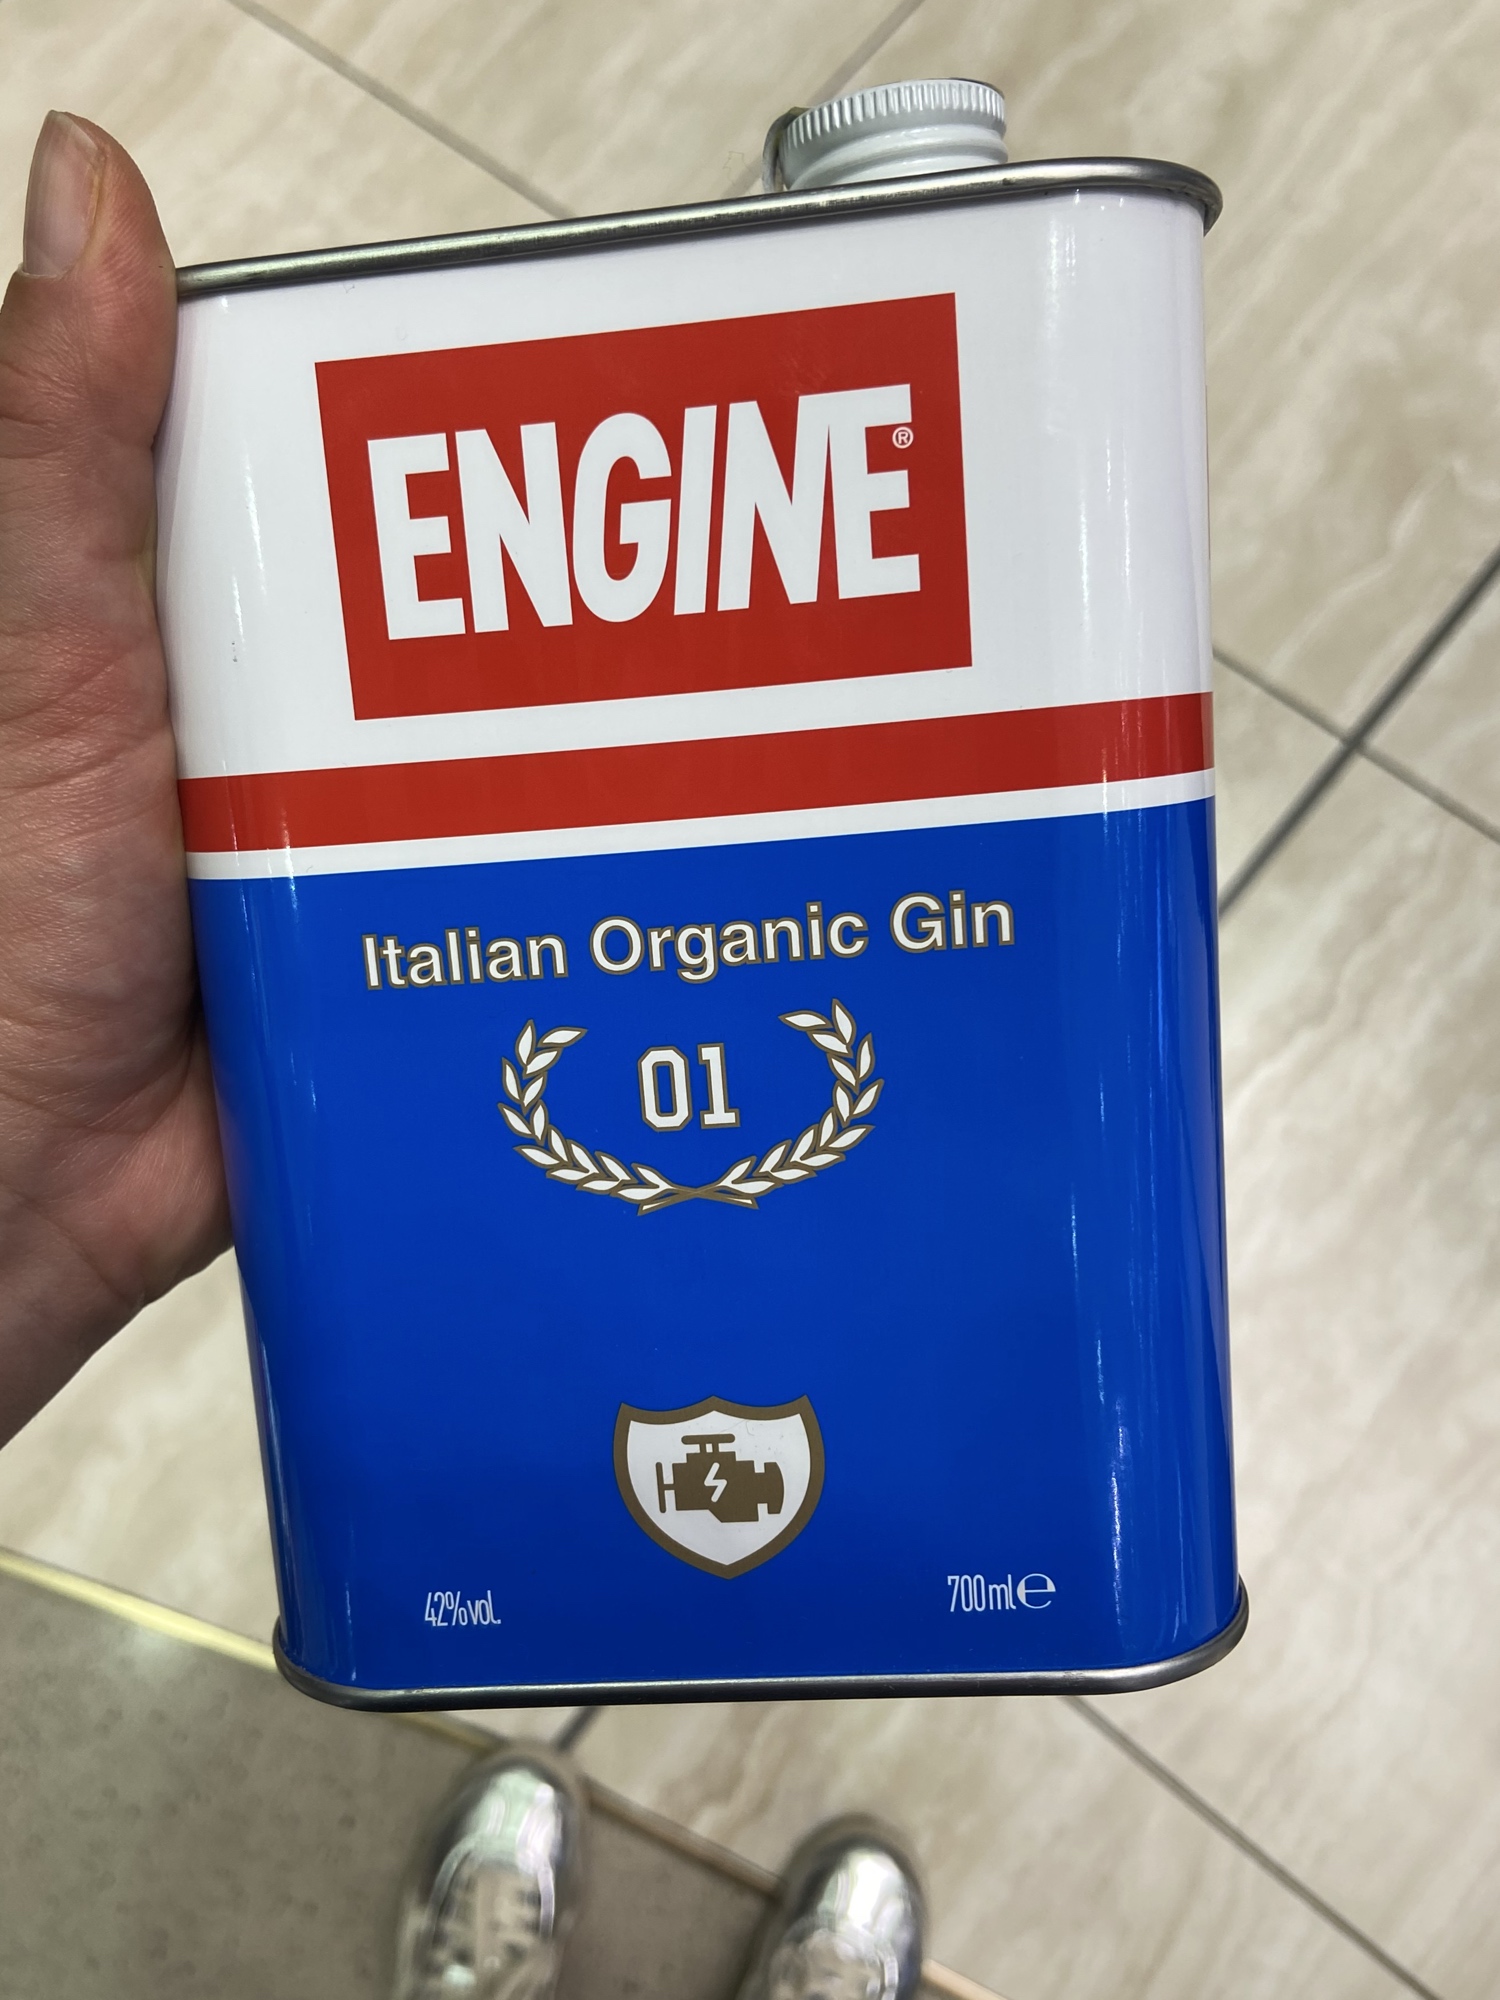 ENGINE®
Italian Organic Gin
01
42%vol.
700ml℮